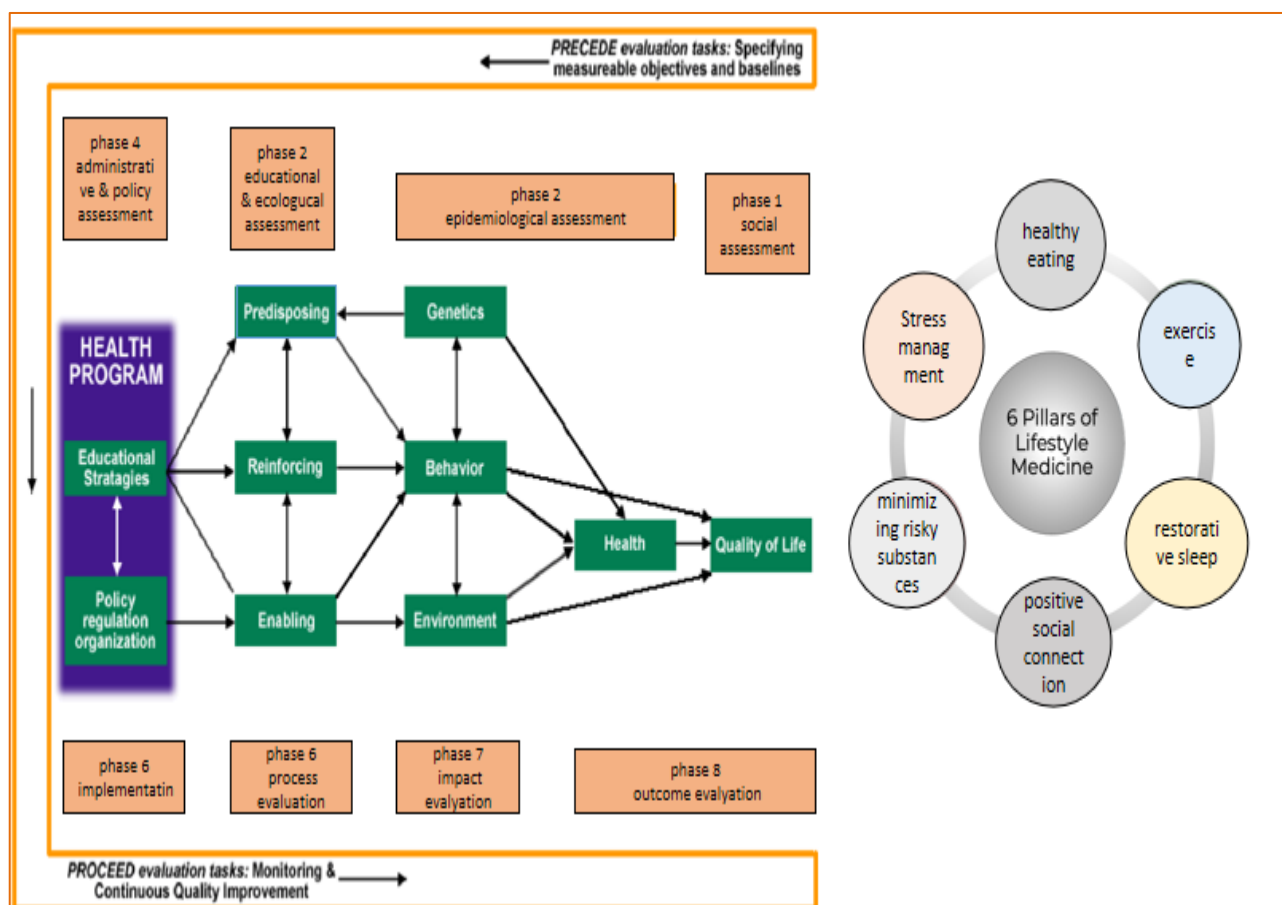 PRECEDE evaluation tasks: Specifying
measureable objectives and baselines
phase 4
administrati
ve & policy
assessment
phase 2
educational
& ecologucal
assessment
phase 2
epidemiological assessment
phase 1
social
assessment
HEALTH
PROGRAM
Educational
Stratagies
Policy
regulation
organization
Predisposing
Reinforcing
Enabling
Genetics
Behavior
Environment
Health
Quality of Life
phase 6
implementatin
phase 6
process
evaluation
phase 7
impact
evalyation
phase 8
outcome evalyation
PROCEED evaluation tasks: Monitoring &
Continuous Quality Improvement
healthy
eating
exercis
e
restorati
ve sleep
positive
social
connect
ion
minimiz
ing risky
substan
ces
Stress
manag
ment
6 Pillars of
Lifestyle
Medicine